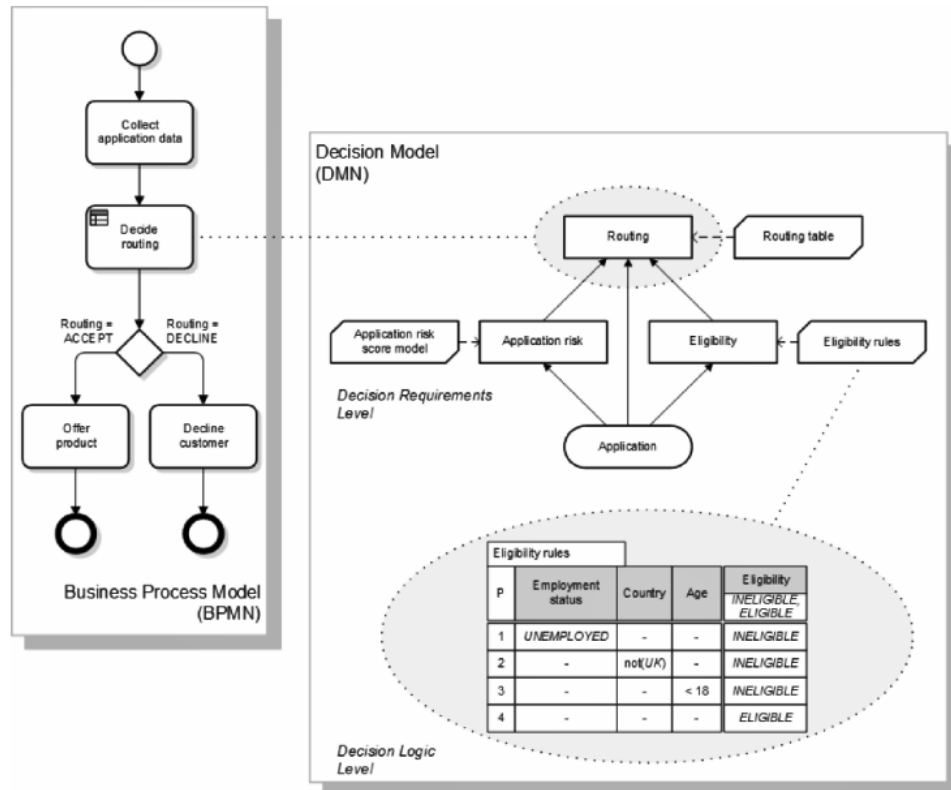 Collect
application data
Decide
routing
Routing =
ACCEPT
Routing =
DECLINE
Offer
product
Decline
customer
Business Process Model
(BPMN)
Decision Model
(DMN)
Routing
Routing table
Application risk
score model
Application risk
Eligibility
Eligibility rules
Decision Requirements
Level
Application
Eligibility rules
P Employment status Country Age Eligibility
INELIGIBLE,
ELIGIBLE
1 UNEMPLOYED - - INELIGIBLE
2 - not(UK) - INELIGIBLE
3 - - < 18 INELIGIBLE
4 - - - ELIGIBLE
Decision Logic
Level